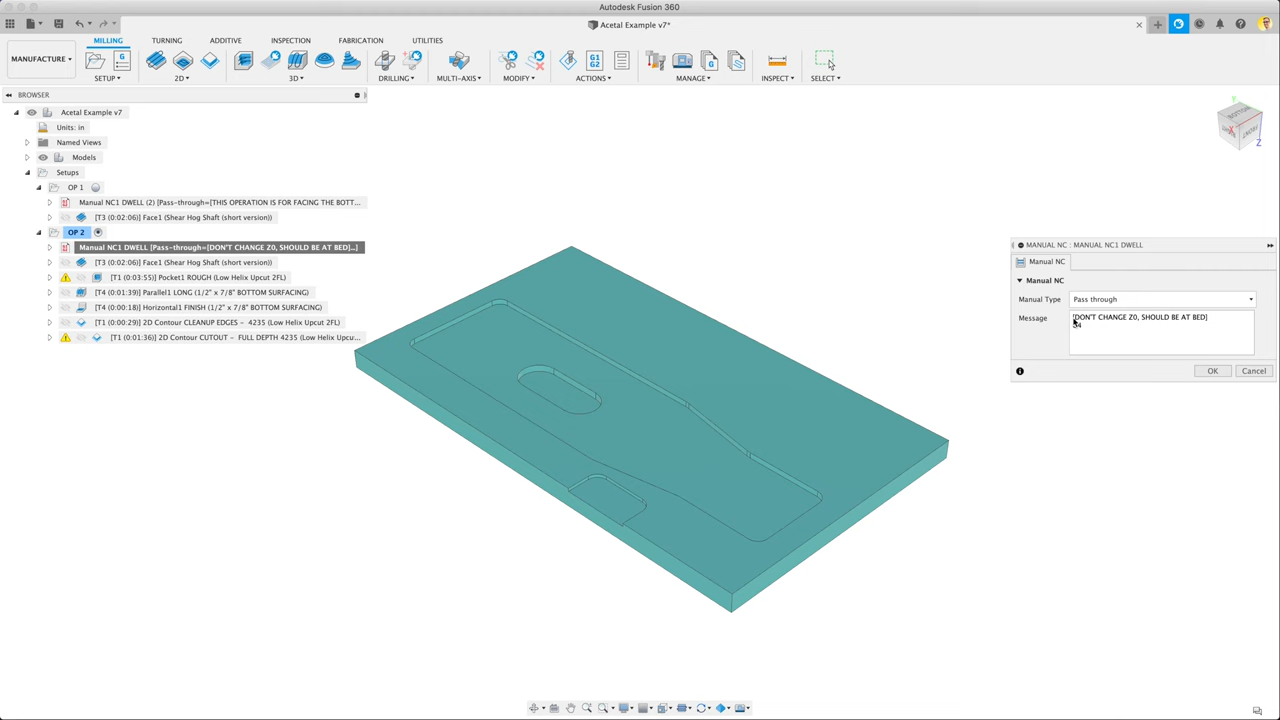 Autodesk Fusion 360
Acetal Example v7*
MILLING TURNING ADDITIVE INSPECTION FABRICATION UTILITIES
MANUFACTURE
SETUP 2D 3D DRILLING MULTI-AXIS MODIFY ACTIONS MANAGE INSPECT SELECT
BROWSER
Acetal Example v7
Units: in
Named Views
Models
Setups
OP 1
Manual NC1 DWELL (2) [Pass-through=[THIS OPERATION IS FOR FACING THE BOTT...
[T3 (0:02:06)] Face1 (Shear Hog Shaft (short version))
OP 2
Manual NC1 DWELL [Pass-through=[DON'T CHANGE Z0, SHOULD BE AT BED]...]
[T3 (0:02:06)] Face1 (Shear Hog Shaft (short version))
[T1 (0:03:55)] Pocket1 ROUGH (Low Helix Upcut 2FL)
[T4 (0:01:39)] Parallel1 LONG (1/2" x 7/8" BOTTOM SURFACING)
[T4 (0:00:18)] Horizontal1 FINISH (1/2" x 7/8" BOTTOM SURFACING)
[T1 (0:00:29)] 2D Contour CLEANUP EDGES - 4235 (Low Helix Upcut 2FL)
[T1 (0:01:36)] 2D Contour CUTOUT - FULL DEPTH 4235 (Low Helix Upc...
BOTTOM
FRONT
X
Y
Z
MANUAL NC : MANUAL NC1 DWELL
Manual NC
Manual NC
Manual Type Pass through
Message [DON'T CHANGE Z0, SHOULD BE AT BED]
OK Cancel